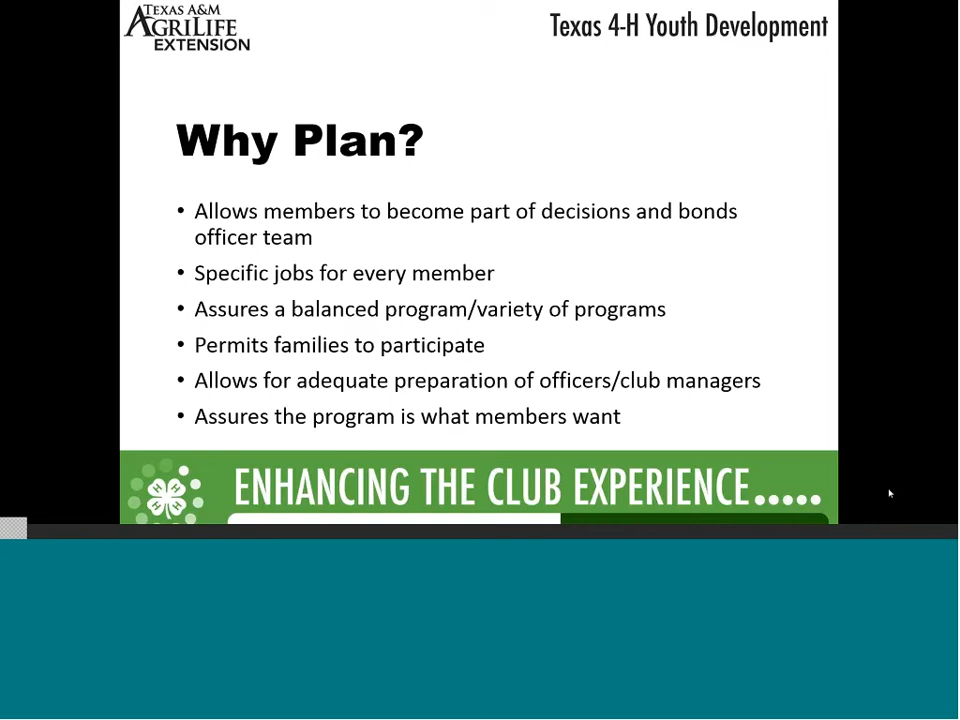 TEXAS A&M
AGRILIFE
EXTENSION
Texas 4-H Youth Development
Why Plan?
• Allows members to become part of decisions and bonds
officer team
• Specific jobs for every member
• Assures a balanced program/variety of programs
• Permits families to participate
• Allows for adequate preparation of officers/club managers
• Assures the program is what members want
H H H H
ENHANCING THE CLUB EXPERIENCE.....